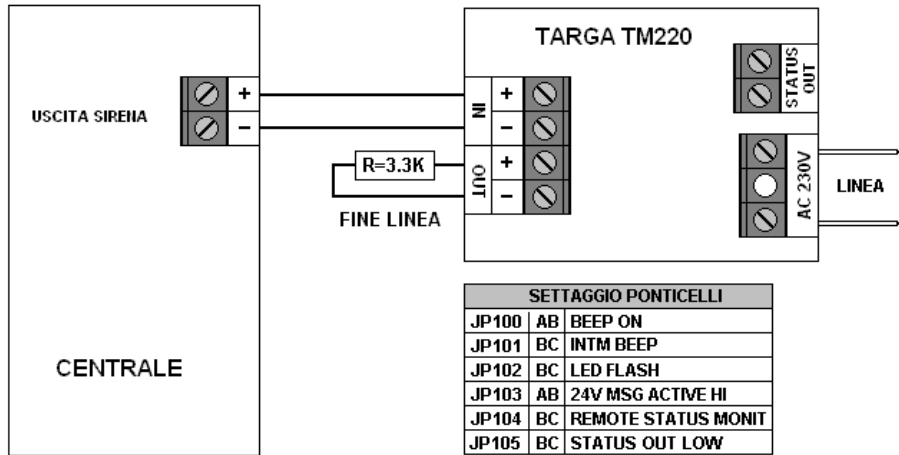 TARGA TM220
STATUS OUT
USCITA SIRENA
+
−
IN
+
−
OUT
+
−
R=3.3K
FINE LINEA
AC 230V
LINEA
CENTRALE
SETTAGGIO PONTICELLI
JP100 AB BEEP ON
JP101 BC INTM BEEP
JP102 BC LED FLASH
JP103 AB 24V MSG ACTIVE HI
JP104 BC REMOTE STATUS MONIT
JP105 BC STATUS OUT LOW